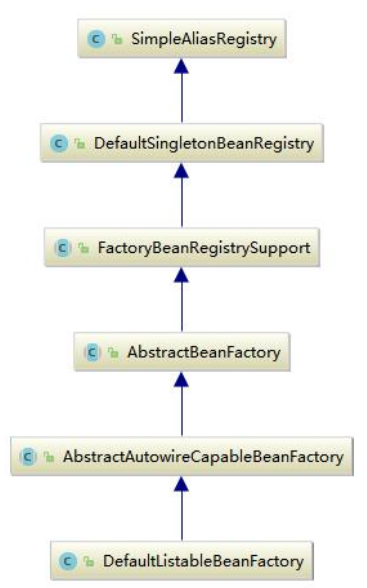 SimpleAliasRegistry
DefaultSingletonBeanRegistry
FactoryBeanRegistrySupport
AbstractBeanFactory
AbstractAutowireCapableBeanFactory
DefaultListableBeanFactory